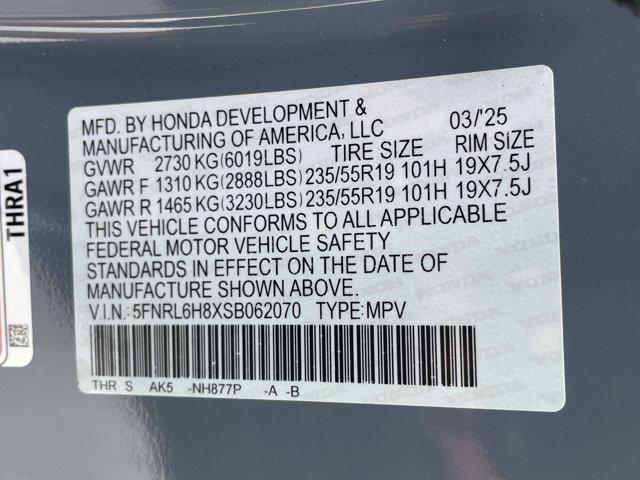 MFD. BY HONDA DEVELOPMENT & 03/'25
MANUFACTURING OF AMERICA, LLC
GVWR 2730 KG(6019LBS) TIRE SIZE RIM SIZE
GAWR F 1310 KG(2888LBS) 235/55R19 101H 19X7.5J
GAWR R 1465 KG(3230LBS) 235/55R19 101H 19X7.5J
THIS VEHICLE CONFORMS TO ALL APPLICABLE
FEDERAL MOTOR VEHICLE SAFETY
STANDARDS IN EFFECT ON THE DATE OF
MANUFACTURE SHOWN ABOVE.
V.I.N.: 5FNRL6H8XSB062070 TYPE:MPV
THR S AK5 -NH877P -A -B
THRA1